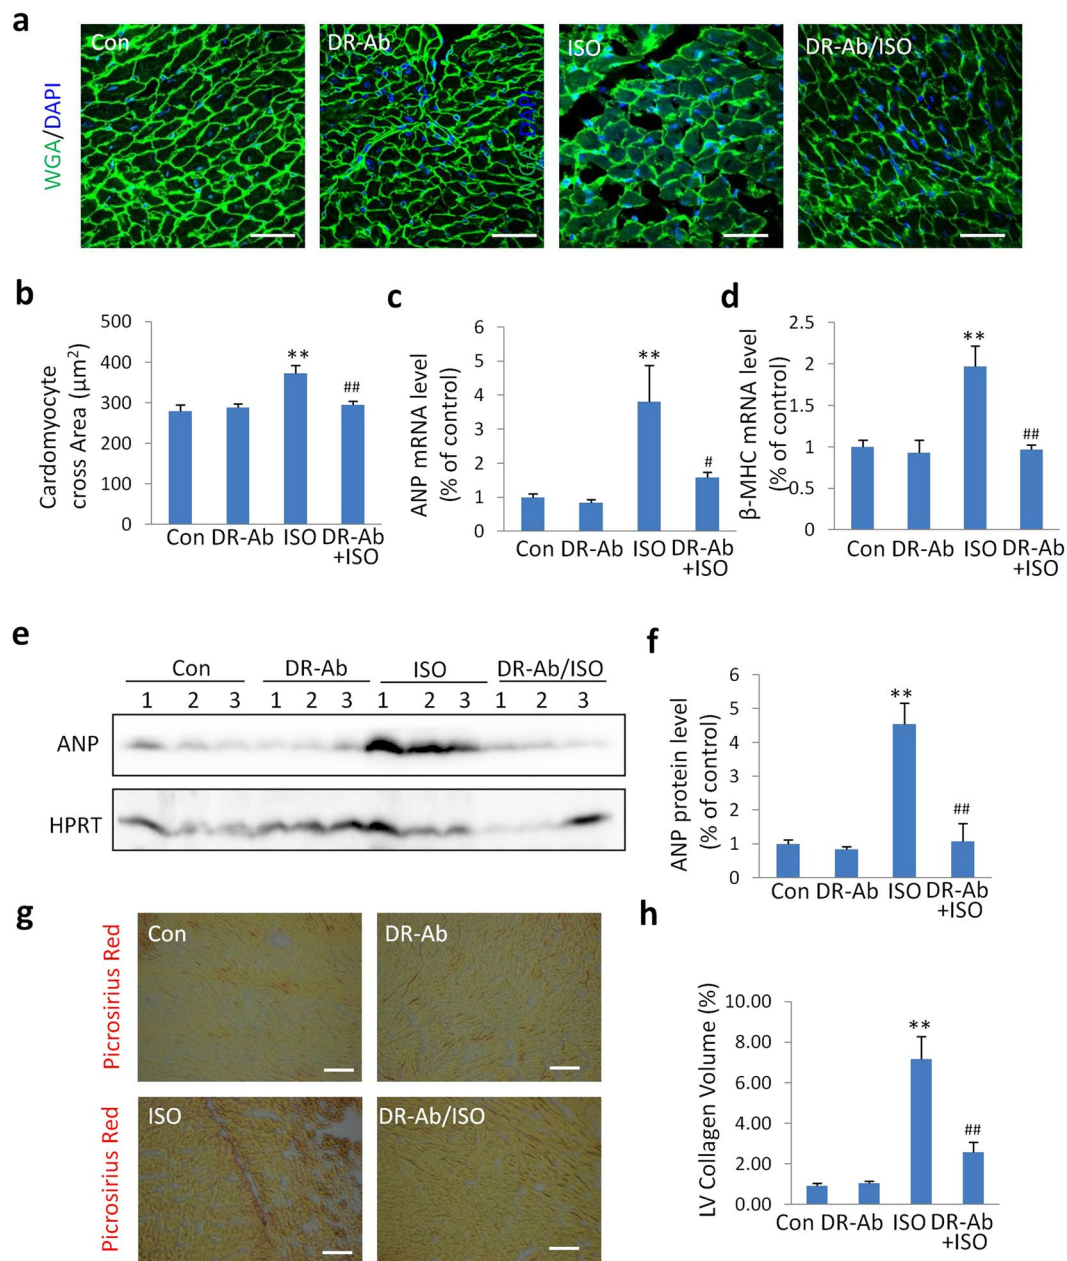 a
Con
DR-Ab
ISO
DR-Ab/ISO
WGA/DAPI
WGA DAPI
b
Cardomyocyte
cross Area (µm²)
500
400
300
200
100
0
**
##
Con DR-Ab ISO DR-Ab
+ISO
c
ANP mRNA level
(% of control)
6
5
4
3
2
1
0
**
#
Con DR-Ab ISO DR-Ab
+ISO
d
β-MHC mRNA level
(% of control)
2.5
2
1.5
1
0.5
0
**
##
Con DR-Ab ISO DR-Ab
+ISO
e
Con DR-Ab ISO DR-Ab/ISO
1 2 3 1 2 3 1 2 3 1 2 3
ANP
HPRT
f
ANP protein level
(% of control)
6
5
4
3
2
1
0
**
##
Con DR-Ab ISO DR-Ab
+ISO
g
Picrosirius Red
Con
DR-Ab
Picrosirius Red
ISO
DR-Ab/ISO
h
LV Collagen Volume (%)
10.00
8.00
6.00
4.00
2.00
0.00
**
##
Con DR-Ab ISO DR-Ab
+ISO